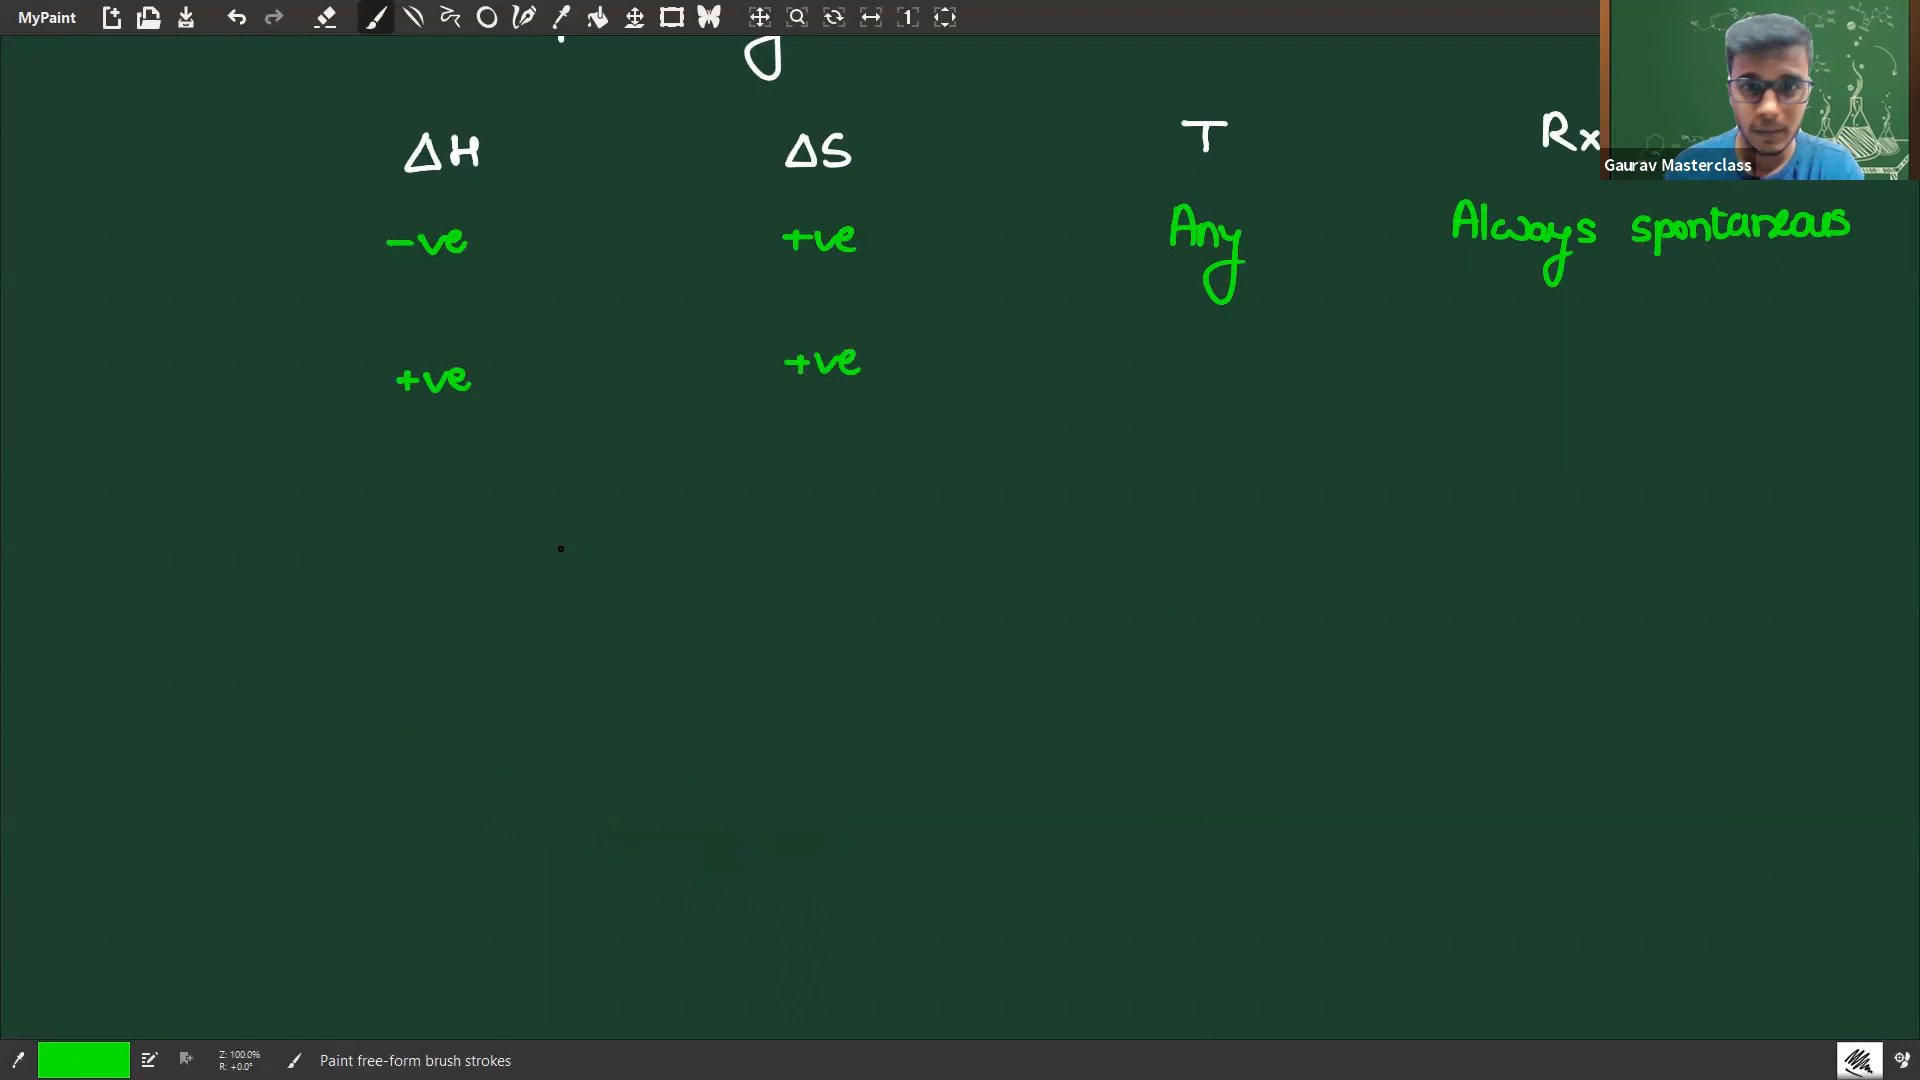 MyPaint
ΔH ΔS T Rx
Gaurav Masterclass
-ve +ve Any Always spontaneous
+ve +ve
Z: 100.0%
R: +0.0°
Paint free-form brush strokes